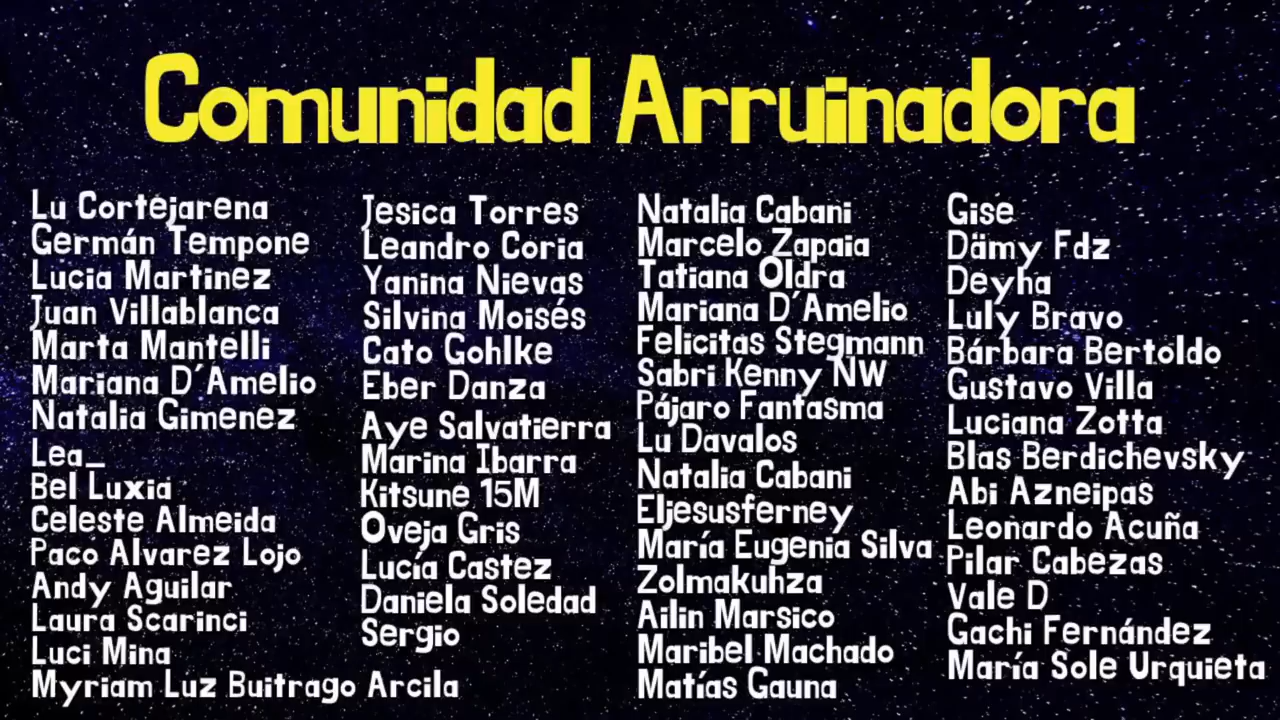 Comunidad Arruinadora
Lu Cortejarena
Germán Tempone
Lucia Martinez
Juan Villablanca
Marta Mantelli
Mariana D´Amelio
Natalia Gimenez
Lea_
Bel Luxia
Celeste Almeida
Paco Alvarez Lojo
Andy Aguilar
Laura Scarinci
Luci Mina
Myriam Luz Buitrago Arcila
Jesica Torres
Leandro Coria
Yanina Nievas
Silvina Moisés
Cato Gohlke
Eber Danza
Aye Salvatierra
Marina Ibarra
Kitsune 15M
Oveja Gris
Lucía Castez
Daniela Soledad
Sergio
Natalia Cabani
Marcelo Zapaia
Tatiana Oldra
Mariana D´Amelio
Felicitas Stegmann
Sabri Kenny NW
Pájaro Fantasma
Lu Davalos
Natalia Cabani
Eljesusferney
María Eugenia Silva
Zolmakuhza
Ailin Marsico
Maribel Machado
Matías Gauna
Gise
Dämy Fdz
Deyha
Luly Bravo
Bárbara Bertoldo
Gustavo Villa
Luciana Zotta
Blas Berdichevsky
Abi Azneipas
Leonardo Acuña
Pilar Cabezas
Vale D
Gachi Fernández
María Sole Urquieta